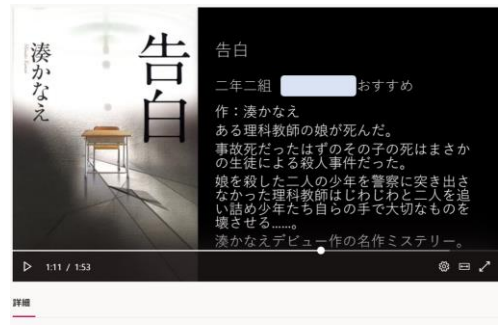 湊かなえ
告白
告白
二年二組 おすすめ
作：湊かなえ
ある理科教師の娘が死んだ。
事故死だったはずのその子の死はまさか
の生徒による殺人事件だった。
娘を殺した二人の少年を警察に突き出さ
なかった理科教師はじわじわと二人を追
い詰め少年たち自らの手で大切なものを
壊させる……。
湊かなえデビュー作の名作ミステリー。
1:11 / 1:53
詳細